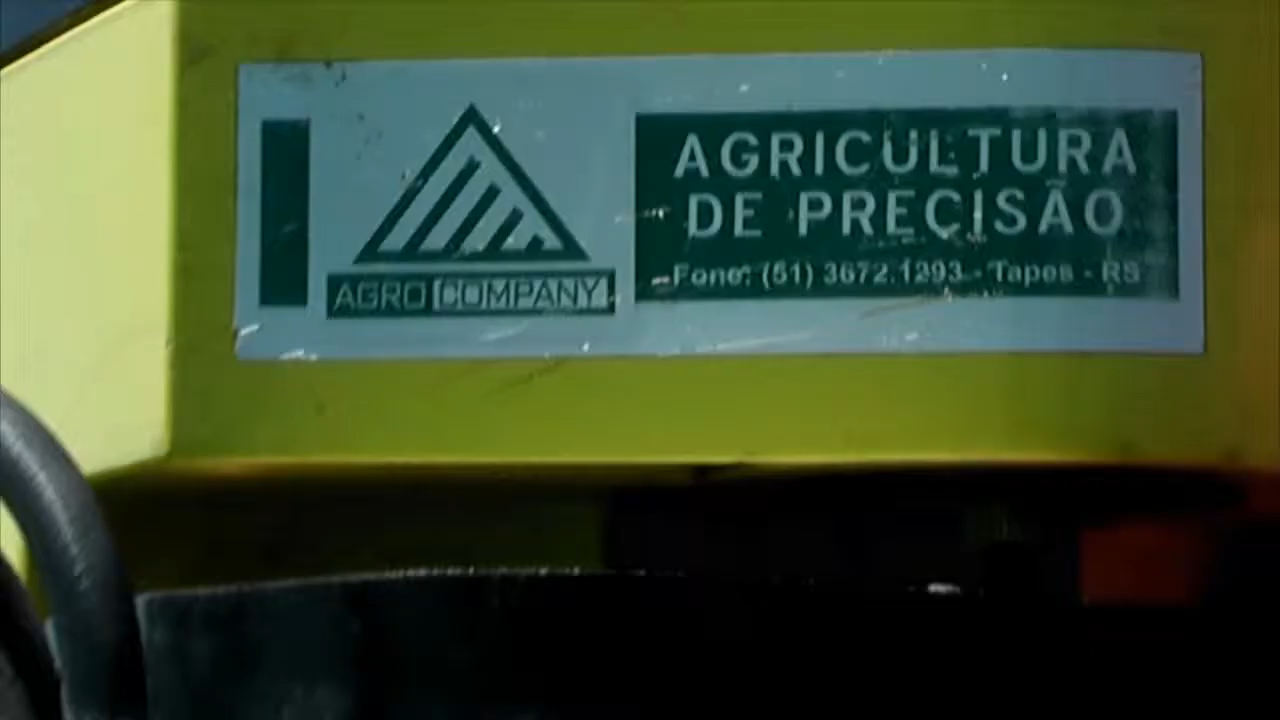 AGRO COMPANY
AGRICULTURA
DE PRECISÃO
Fone: (51) 3672.1293 - Tapes - RS